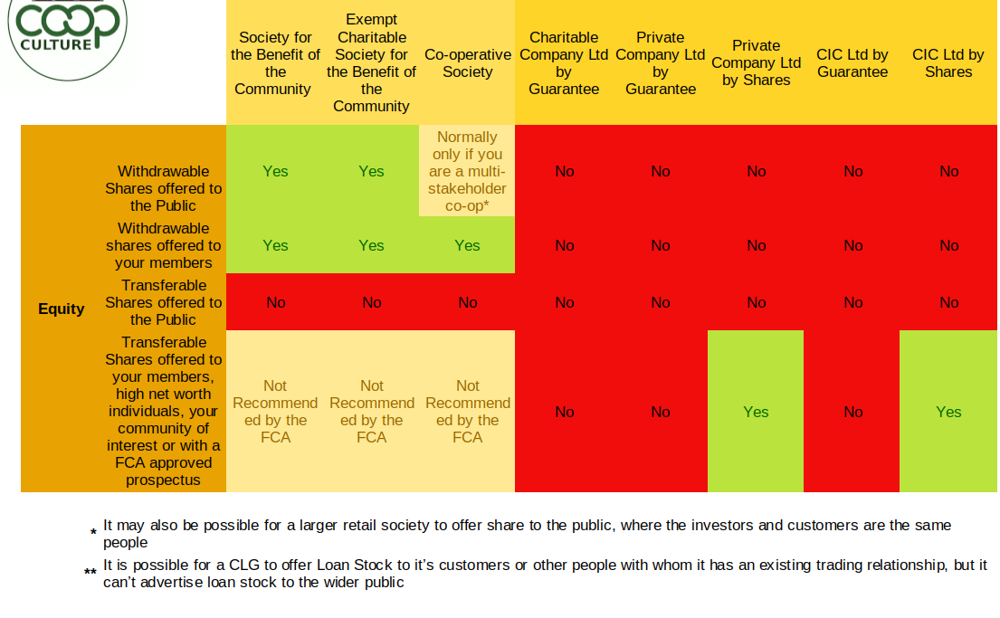 coop
CULTURE
Society for
the Benefit of
the
Community
Exempt
Charitable
Society for
the Benefit of
the
Community
Co-operative
Society
Charitable
Company Ltd
by
Guarantee
Private
Company Ltd
by
Guarantee
Private
Company Ltd
by Shares
CIC Ltd by
Guarantee
CIC Ltd by
Shares
Equity
Withdrawable
Shares offered to
the Public
Yes
Yes
Normally
only if you
are a multi-
stakeholder
co-op*
No
No
No
No
No
Withdrawable
shares offered to
your members
Yes
Yes
Yes
No
No
No
No
No
Transferable
Shares offered to
the Public
No
No
No
No
No
No
No
No
Transferable
Shares offered to
your members,
high net worth
individuals, your
community of
interest or with a
FCA approved
prospectus
Not
Recommend
ed by the
FCA
Not
Recommend
ed by the
FCA
Not
Recommend
ed by the
FCA
No
No
Yes
No
Yes
* It may also be possible for a larger retail society to offer share to the public, where the investors and customers are the same
people
** It is possible for a CLG to offer Loan Stock to it’s customers or other people with whom it has an existing trading relationship, but it
can’t advertise loan stock to the wider public